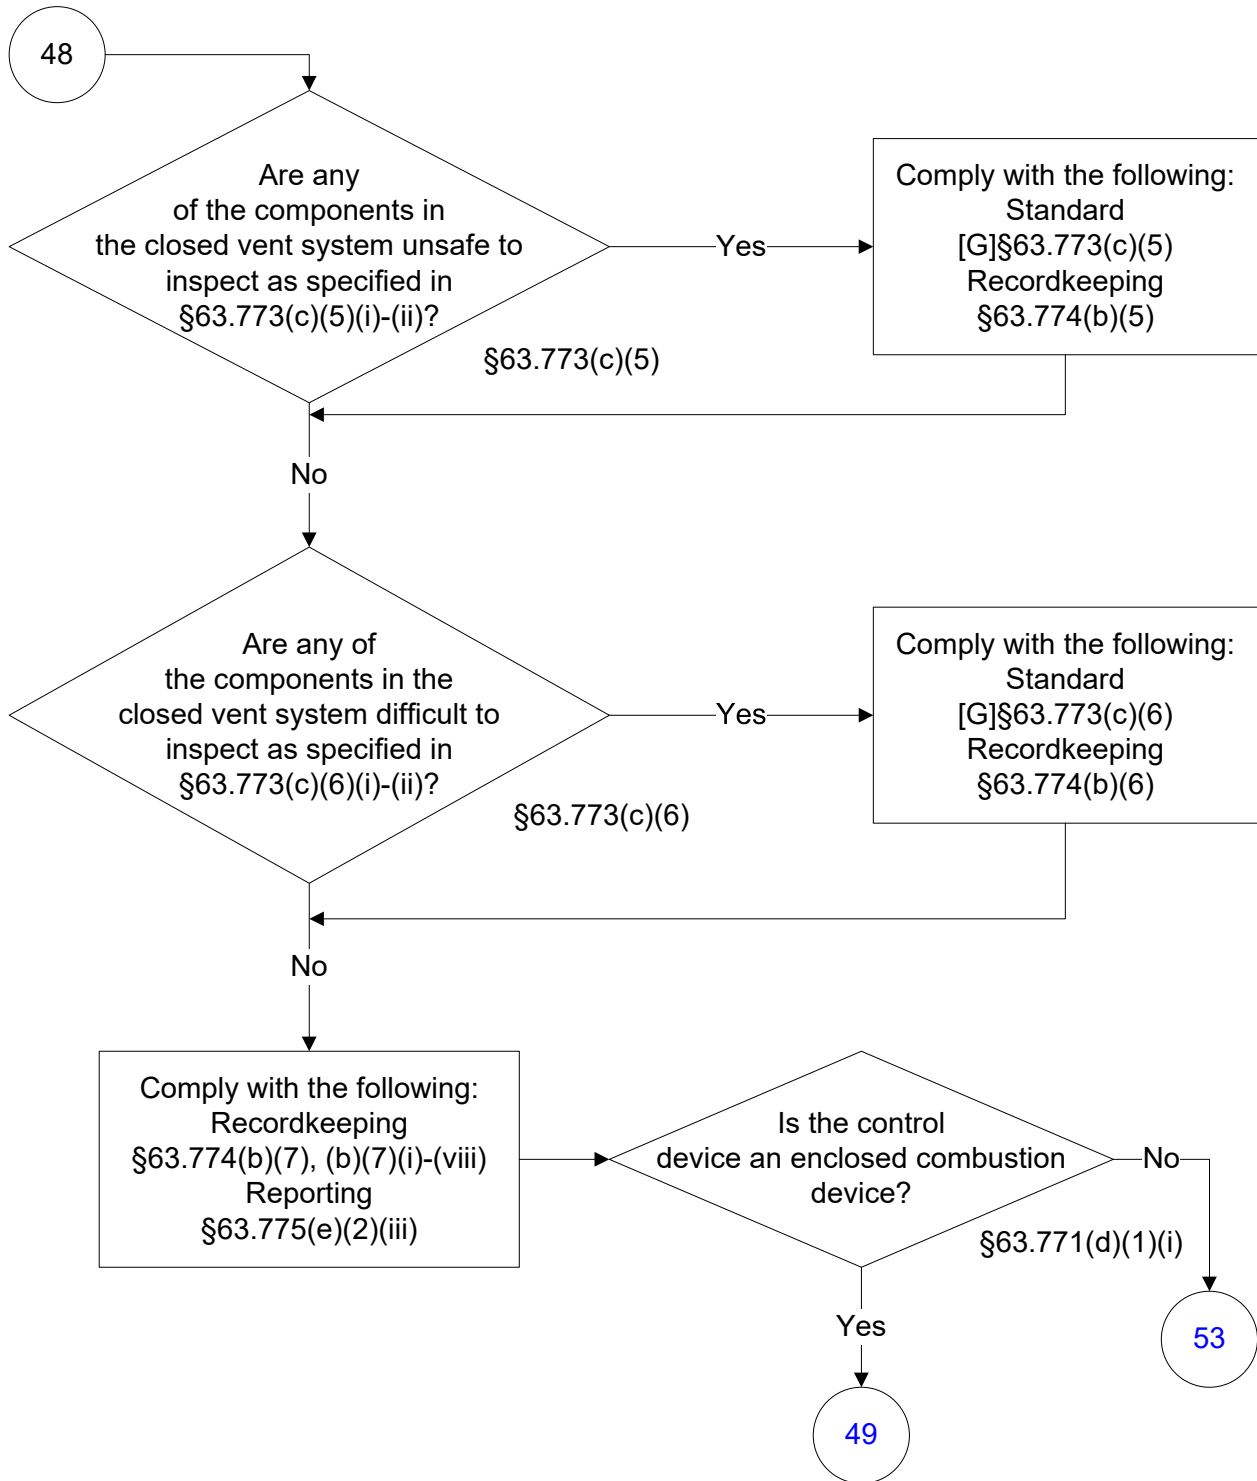 48
Are any
of the components in
the closed vent system unsafe to
inspect as specified in
§63.773(c)(5)(i)-(ii)?
Yes
Comply with the following:
Standard
[G]§63.773(c)(5)
Recordkeeping
§63.774(b)(5)
§63.773(c)(5)
No
Are any of
the components in the
closed vent system difficult to
inspect as specified in
§63.773(c)(6)(i)-(ii)?
Yes
Comply with the following:
Standard
[G]§63.773(c)(6)
Recordkeeping
§63.774(b)(6)
§63.773(c)(6)
No
Comply with the following:
Recordkeeping
§63.774(b)(7), (b)(7)(i)-(viii)
Reporting
§63.775(e)(2)(iii)
Is the control
device an enclosed combustion
device?
No
§63.771(d)(1)(i)
Yes
53
49